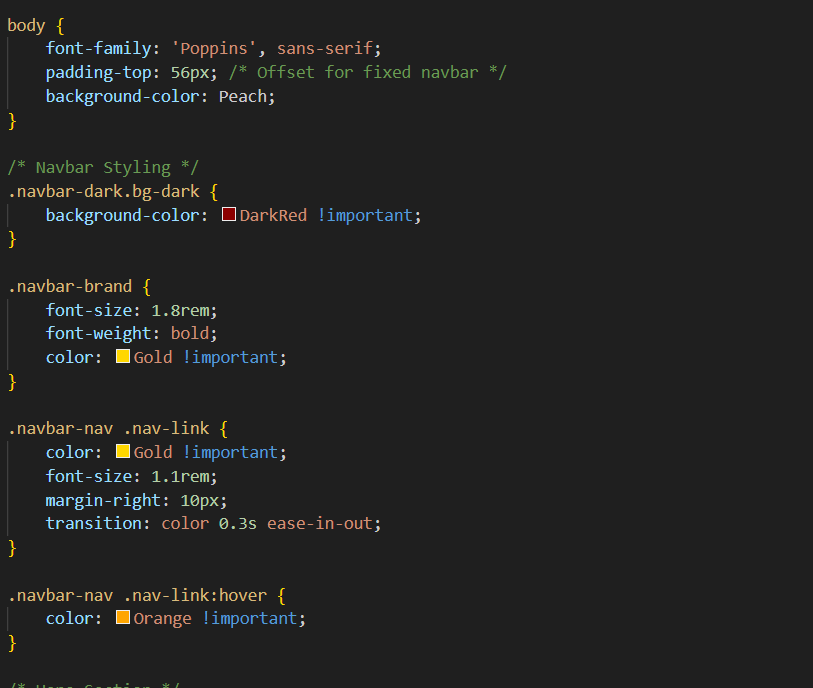 body {
    font-family: 'Poppins', sans-serif;
    padding-top: 56px; /* Offset for fixed navbar */
    background-color: Peach;
}

/* Navbar Styling */
.navbar-dark.bg-dark {
    background-color: DarkRed !important;
}

.navbar-brand {
    font-size: 1.8rem;
    font-weight: bold;
    color: Gold !important;
}

.navbar-nav .nav-link {
    color: Gold !important;
    font-size: 1.1rem;
    margin-right: 10px;
    transition: color 0.3s ease-in-out;
}

.navbar-nav .nav-link:hover {
    color: Orange !important;
}